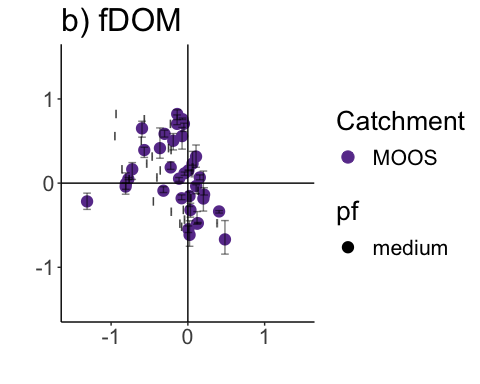 b) fDOM
1
0
-1
-1
0
1
Catchment
MOOS
pf
medium